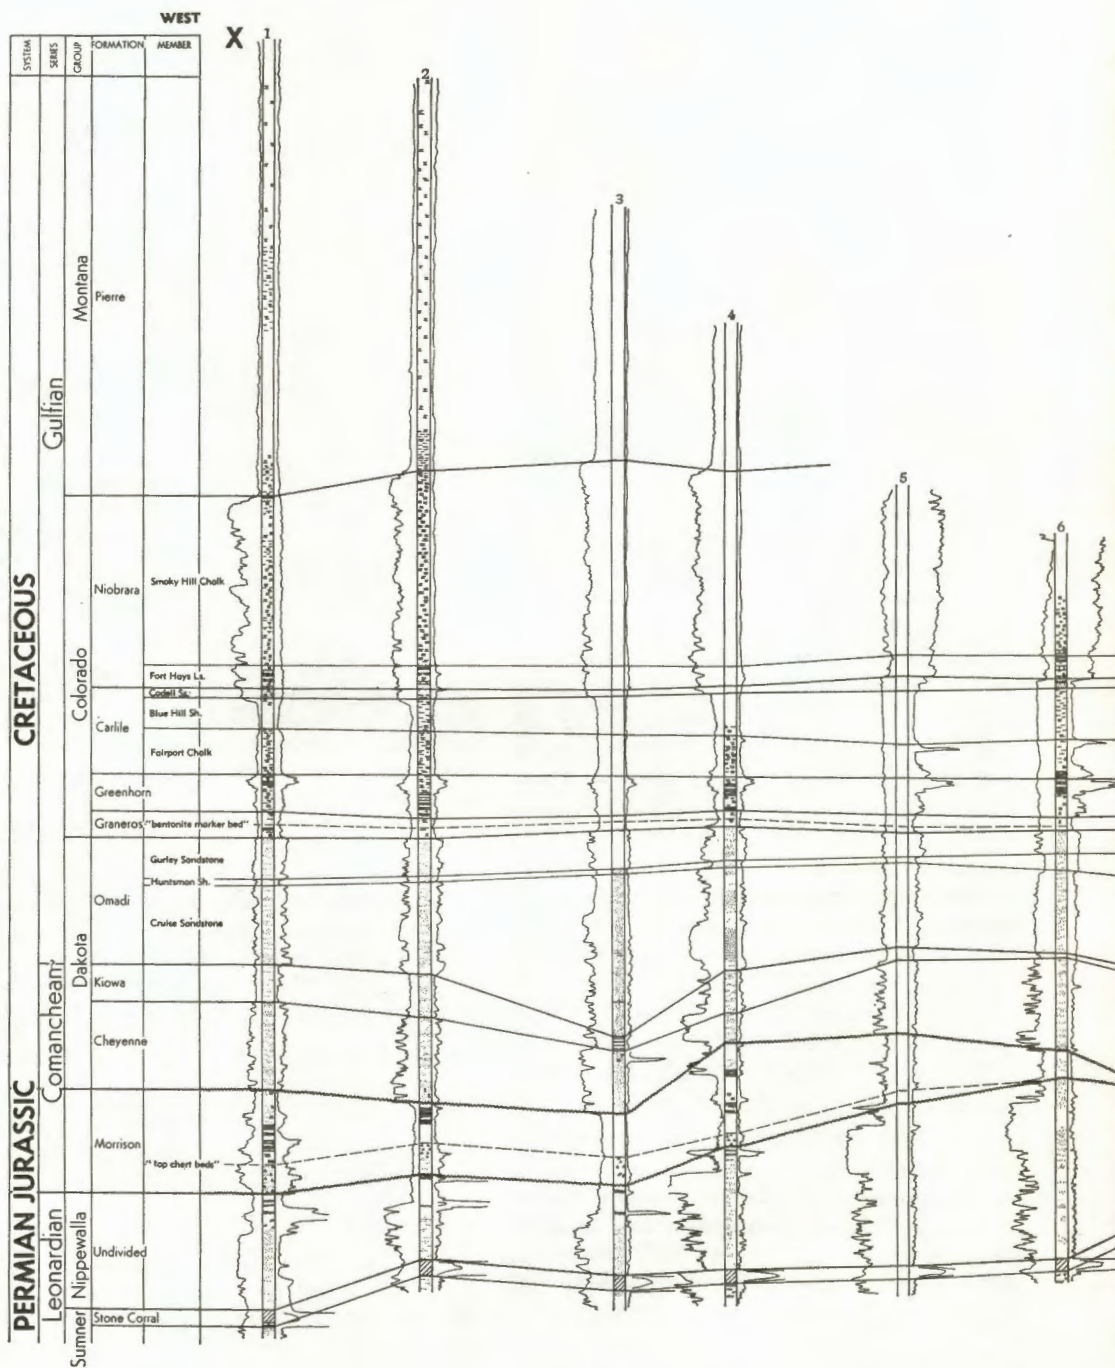 WEST
X
1
2
3
4
5
6
SYSTEM
SERIES
GROUP
FORMATION
MEMBER
CRETACEOUS
PERMIAN JURASSIC
Gulfian
Comanchean
Leonardian
Montana
Colorado
Dakota
Nippewalla
Sumner
Pierre
Niobrara
Smoky Hill Chalk
Fort Hays Ls.
Codell Ss.
Blue Hill Sh.
Carlile
Fairport Chalk
Greenhorn
Graneros "bentonite marker bed"
Gurley Sandstone
Huntsman Sh.
Omadi
Cruise Sandstone
Kiowa
Cheyenne
Morrison
"top chert beds"
Undivided
Stone Corral